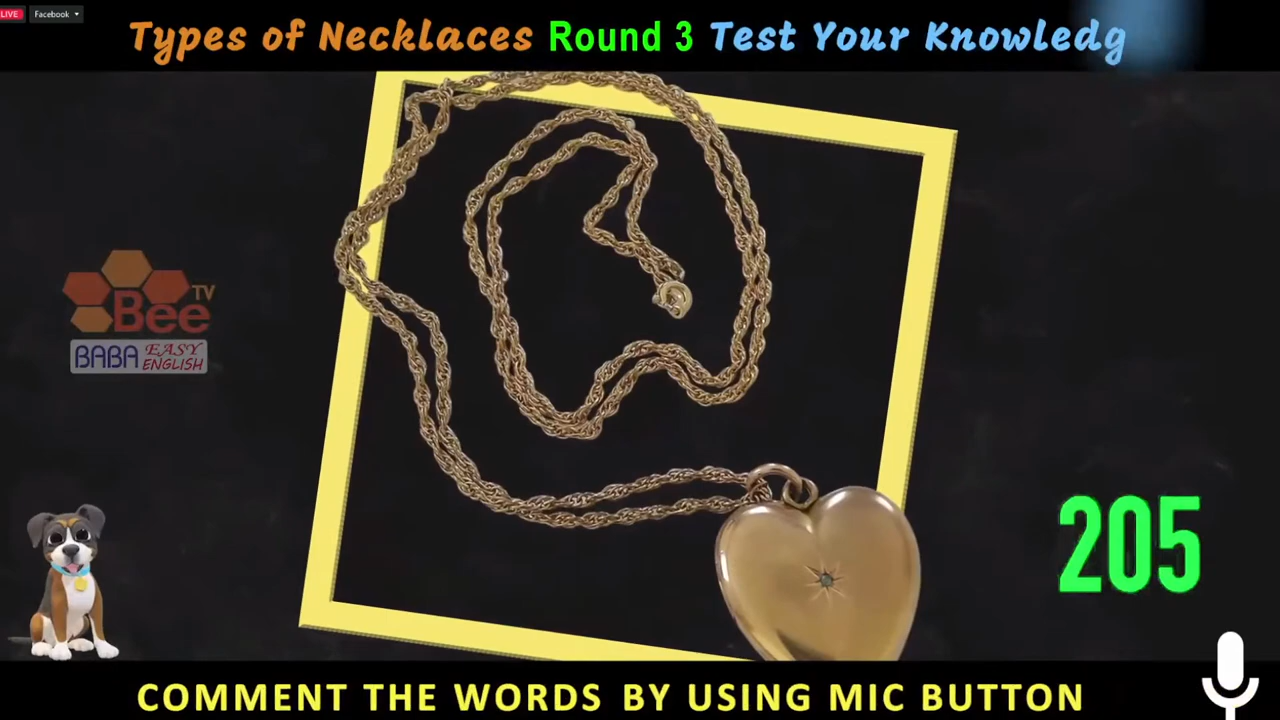 LIVE
Facebook
Types of Necklaces Round 3 Test Your Knowledg
TV
Bee
BABA EASY ENGLISH
205
COMMENT THE WORDS BY USING MIC BUTTON